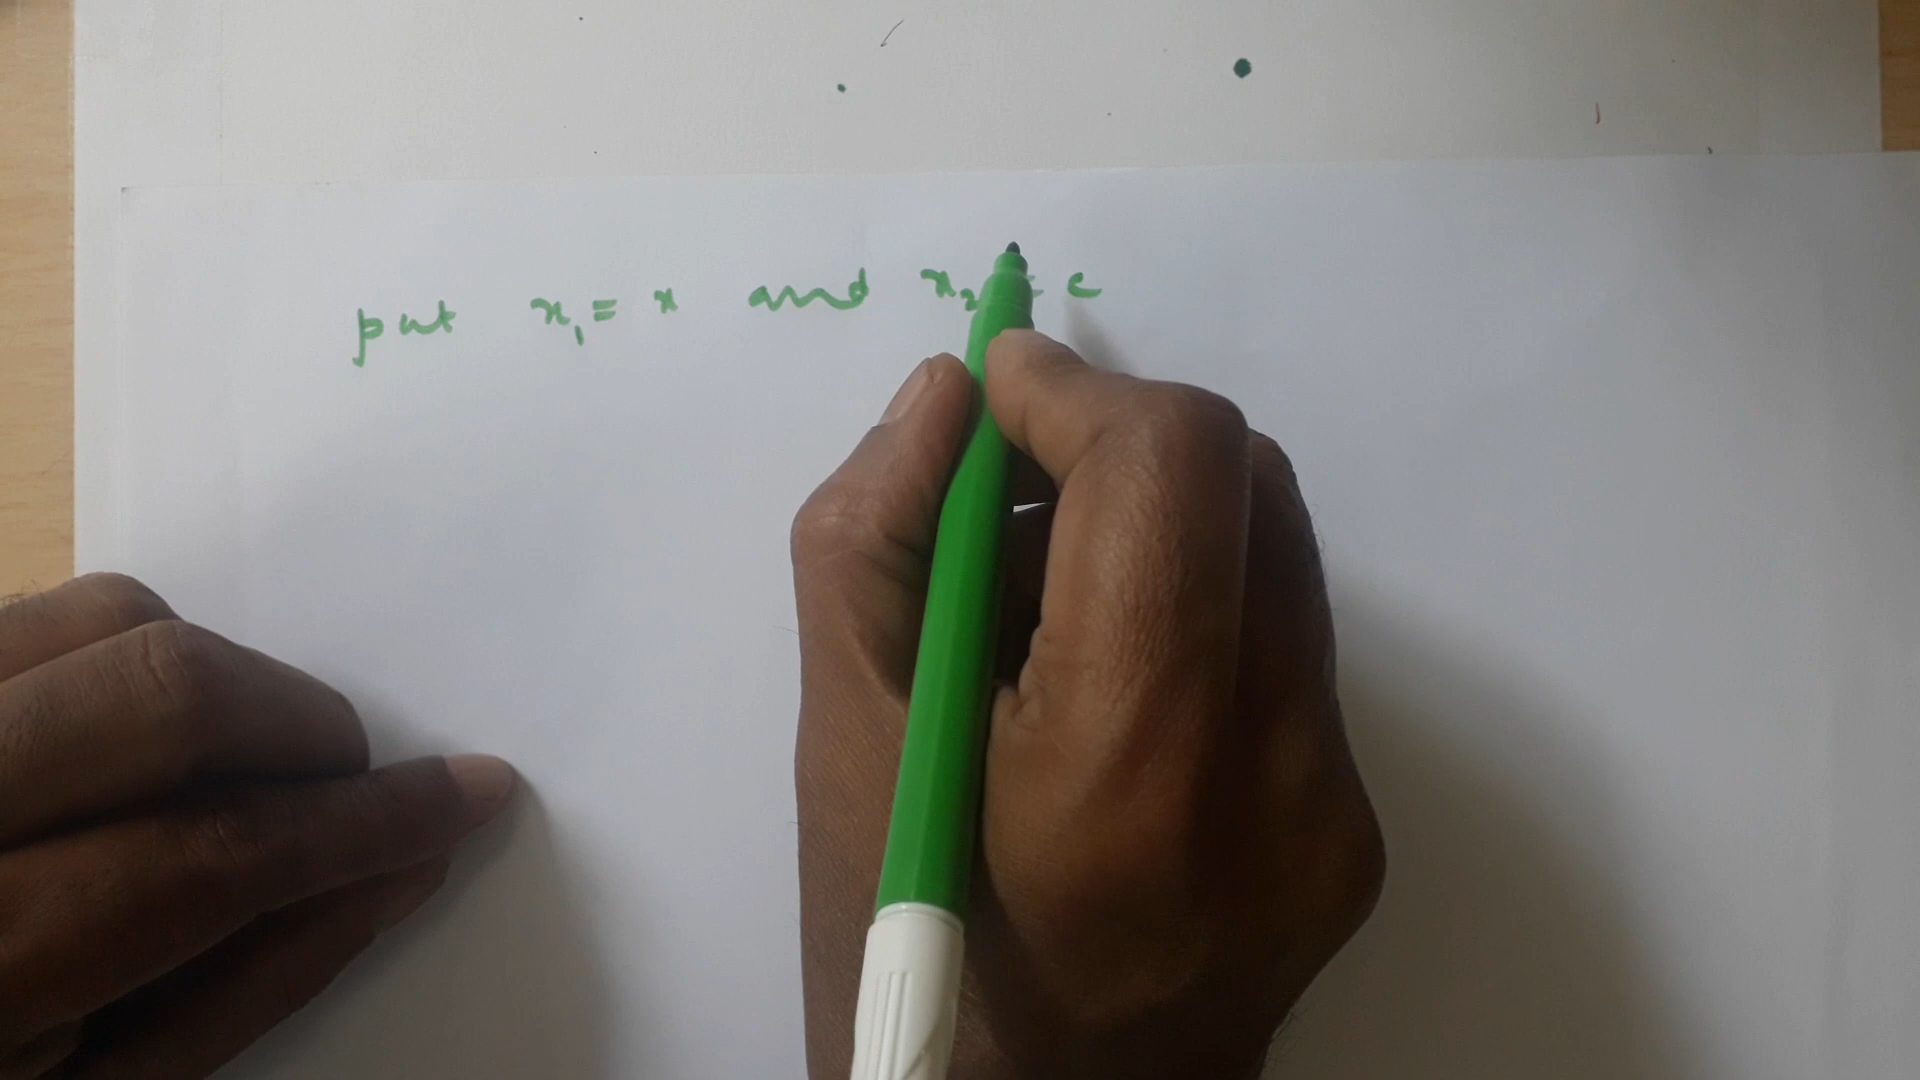 put x₁ = x and x₂ = c